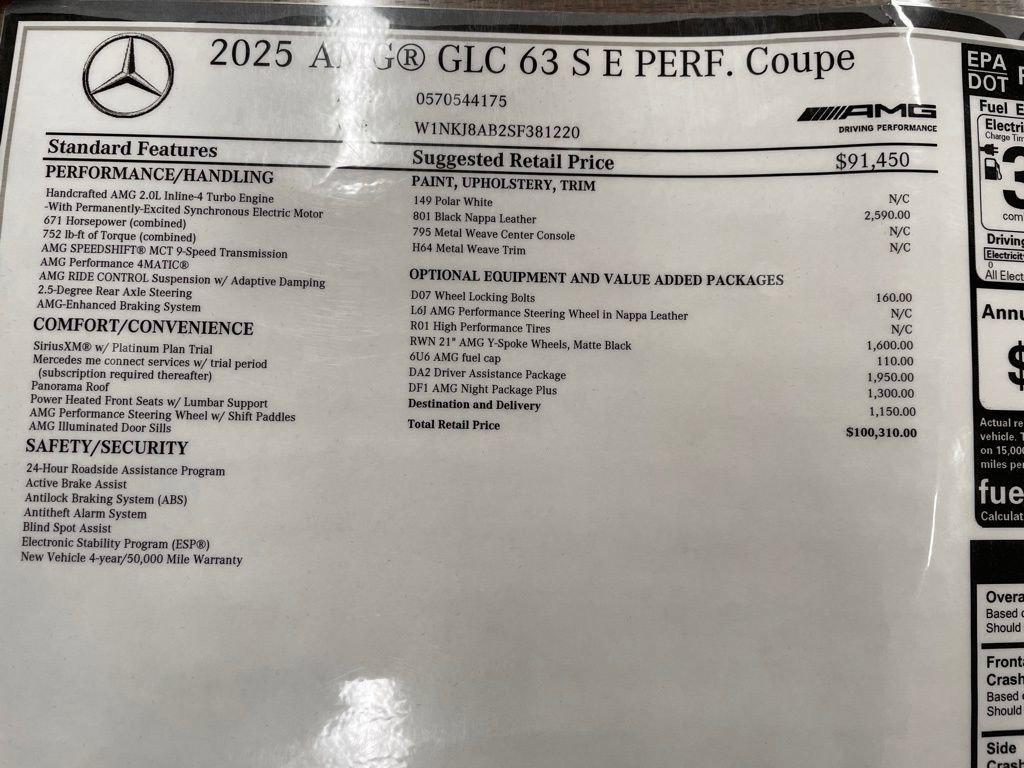 2025 AMG® GLC 63 S E PERF. Coupe
0570544175
W1NKJ8AB2SF381220
AMG
DRIVING PERFORMANCE
Standard Features
Suggested Retail Price $91,450
PERFORMANCE/HANDLING
Handcrafted AMG 2.0L Inline-4 Turbo Engine
-With Permanently-Excited Synchronous Electric Motor
671 Horsepower (combined)
752 lb-ft of Torque (combined)
AMG SPEEDSHIFT® MCT 9-Speed Transmission
AMG Performance 4MATIC®
AMG RIDE CONTROL Suspension w/ Adaptive Damping
2.5-Degree Rear Axle Steering
AMG-Enhanced Braking System
COMFORT/CONVENIENCE
SiriusXM® w/ Platinum Plan Trial
Mercedes me connect services w/ trial period
(subscription required thereafter)
Panorama Roof
Power Heated Front Seats w/ Lumbar Support
AMG Performance Steering Wheel w/ Shift Paddles
AMG Illuminated Door Sills
SAFETY/SECURITY
24-Hour Roadside Assistance Program
Active Brake Assist
Antilock Braking System (ABS)
Antitheft Alarm System
Blind Spot Assist
Electronic Stability Program (ESP®)
New Vehicle 4-year/50,000 Mile Warranty
PAINT, UPHOLSTERY, TRIM
149 Polar White N/C
801 Black Nappa Leather 2,590.00
795 Metal Weave Center Console N/C
H64 Metal Weave Trim N/C
OPTIONAL EQUIPMENT AND VALUE ADDED PACKAGES
D07 Wheel Locking Bolts 160.00
L6J AMG Performance Steering Wheel in Nappa Leather N/C
R01 High Performance Tires N/C
RWN 21" AMG Y-Spoke Wheels, Matte Black 1,600.00
6U6 AMG fuel cap 110.00
DA2 Driver Assistance Package 1,950.00
DF1 AMG Night Package Plus 1,300.00
Destination and Delivery 1,150.00
Total Retail Price $100,310.00
EPA
DOT
Fuel E
Electri
Charge Tim
3
com
Driving
Electricity
0
All Elect
Annu
$
Actual re
vehicle. T
on 15,000
miles per
fue
Calculat
Overa
Based o
Should
Fronta
Crash
Based o
Should
Side
Crash